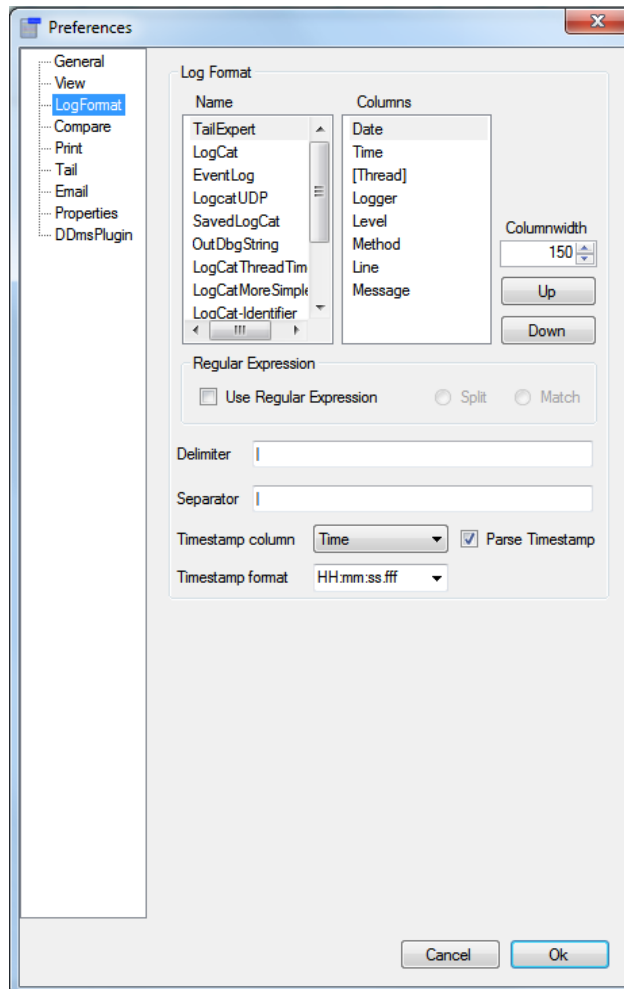 Preferences
General
View
LogFormat
Compare
Print
Tail
Email
Properties
DDmsPlugin
Log Format
Name
TailExpert
LogCat
EventLog
LogcatUDP
SavedLogCat
OutDbgString
LogCatThreadTim
LogCatMoreSimple
LogCat-Identifier
Columns
Date
Time
[Thread]
Logger
Level
Method
Line
Message
Columnwidth
150
Up
Down
Regular Expression
Use Regular Expression
Split
Match
Delimiter |
Separator |
Timestamp column Time Parse Timestamp
Timestamp format HH:mm:ss.fff
Cancel Ok